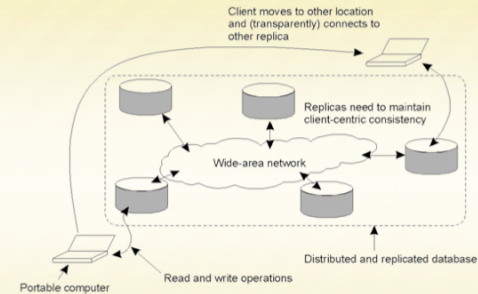 Client moves to other location
and (transparently) connects to
other replica
Replicas need to maintain
client-centric consistency
Wide-area network
Distributed and replicated database
Read and write operations
Portable computer